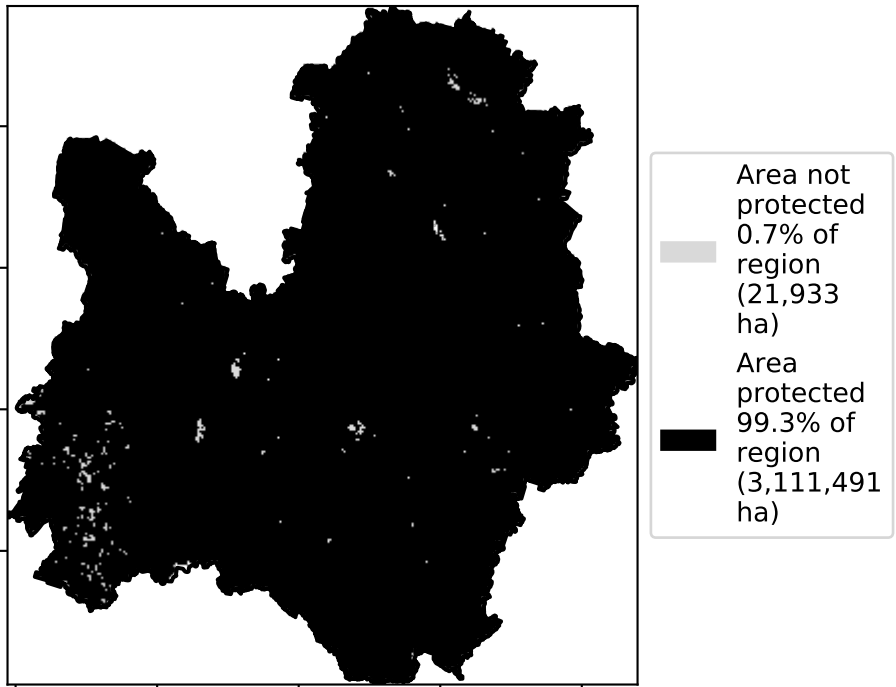 Area not
protected
0.7% of
region
(21,933
ha)
Area
protected
99.3% of
region
(3,111,491
ha)